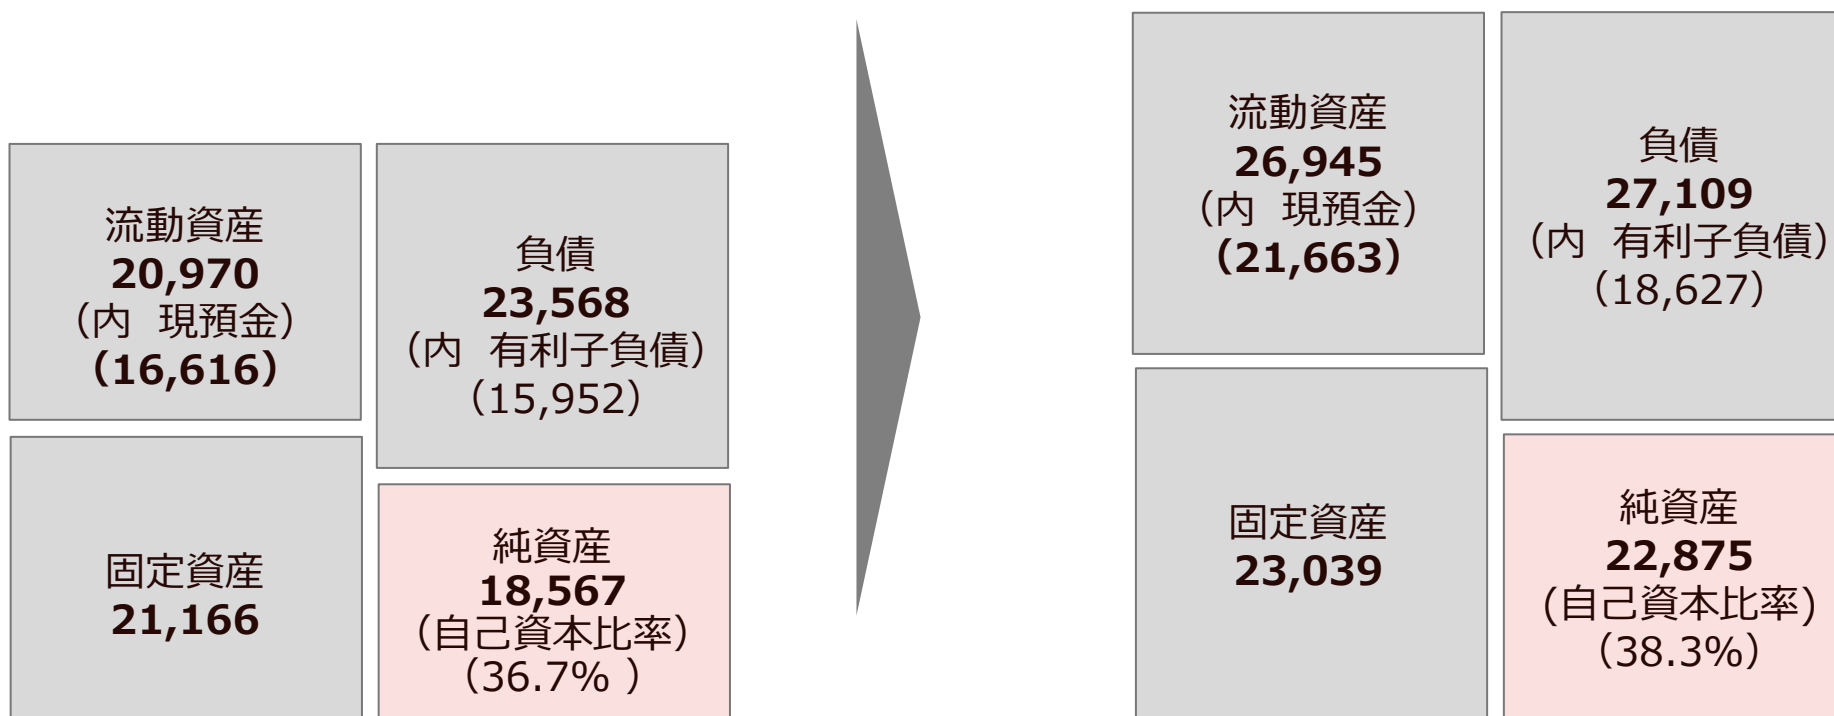 流動資産
20,970
（内　現預金）
（16,616）
負債
23,568
（内　有利子負債）
（15,952）
固定資産
21,166
純資産
18,567
（自己資本比率）
（36.7% ）
流動資産
26,945
（内　現預金）
（21,663）
負債
27,109
（内　有利子負債）
（18,627）
固定資産
23,039
純資産
22,875
(自己資本比率)
（38.3%）